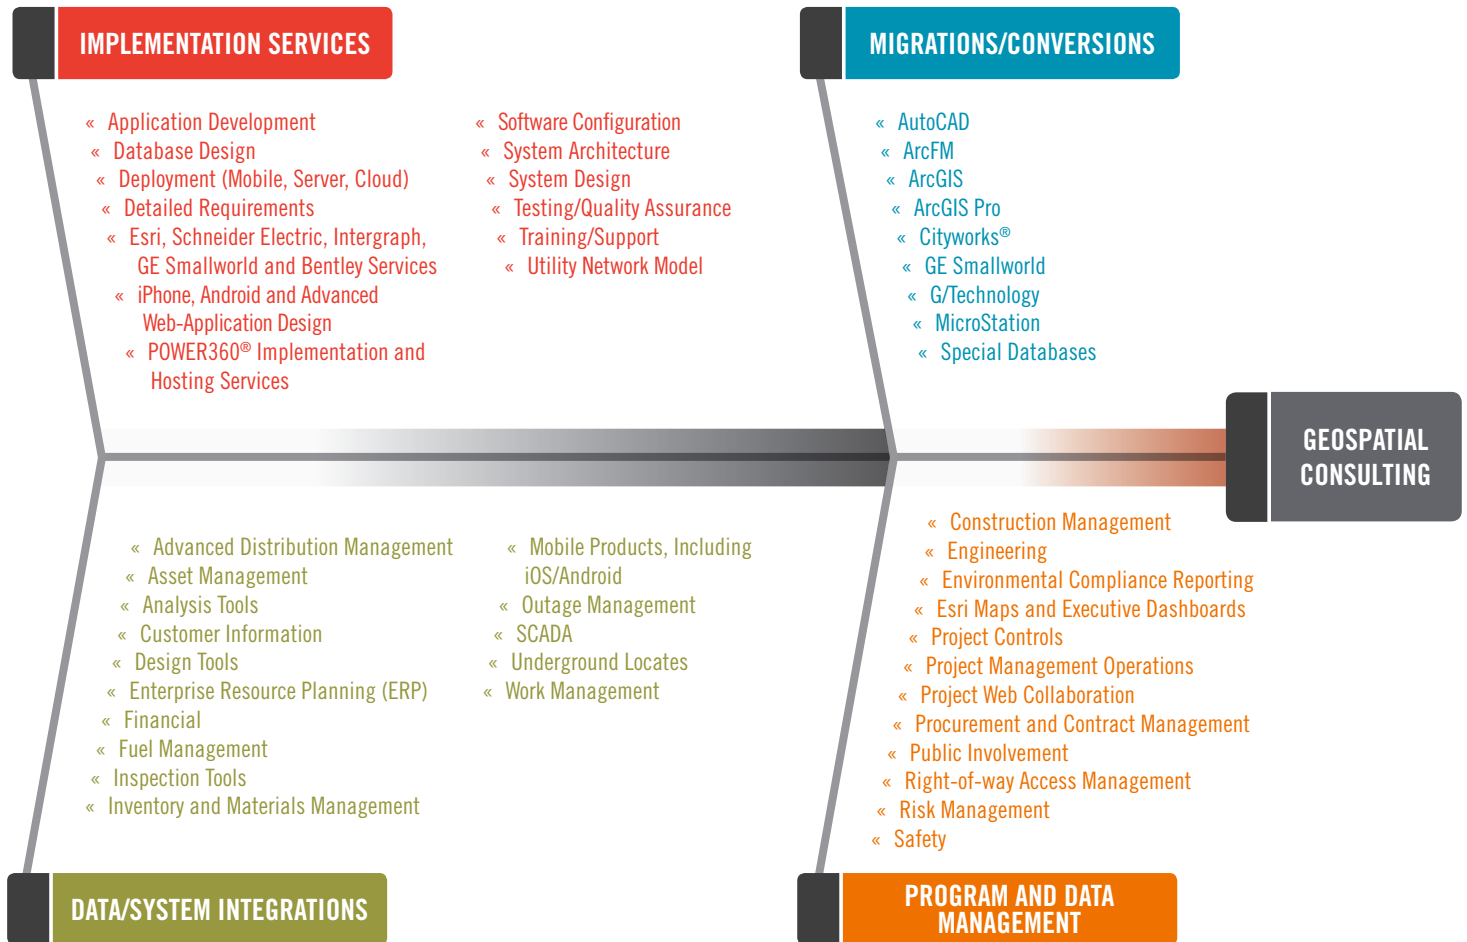 IMPLEMENTATION SERVICES
« Application Development
« Database Design
« Deployment (Mobile, Server, Cloud)
« Detailed Requirements
« Esri, Schneider Electric, Intergraph,
GE Smallworld and Bentley Services
« iPhone, Android and Advanced
Web-Application Design
« POWER360® Implementation and
Hosting Services
« Software Configuration
« System Architecture
« System Design
« Testing/Quality Assurance
« Training/Support
« Utility Network Model
MIGRATIONS/CONVERSIONS
« AutoCAD
« ArcFM
« ArcGIS
« ArcGIS Pro
« Cityworks®
« GE Smallworld
« G/Technology
« MicroStation
« Special Databases
GEOSPATIAL
CONSULTING
« Advanced Distribution Management
« Asset Management
« Analysis Tools
« Customer Information
« Design Tools
« Enterprise Resource Planning (ERP)
« Financial
« Fuel Management
« Inspection Tools
« Inventory and Materials Management
« Mobile Products, Including
iOS/Android
« Outage Management
« SCADA
« Underground Locates
« Work Management
DATA/SYSTEM INTEGRATIONS
« Construction Management
« Engineering
« Environmental Compliance Reporting
« Esri Maps and Executive Dashboards
« Project Controls
« Project Management Operations
« Project Web Collaboration
« Procurement and Contract Management
« Public Involvement
« Right-of-way Access Management
« Risk Management
« Safety
PROGRAM AND DATA
MANAGEMENT